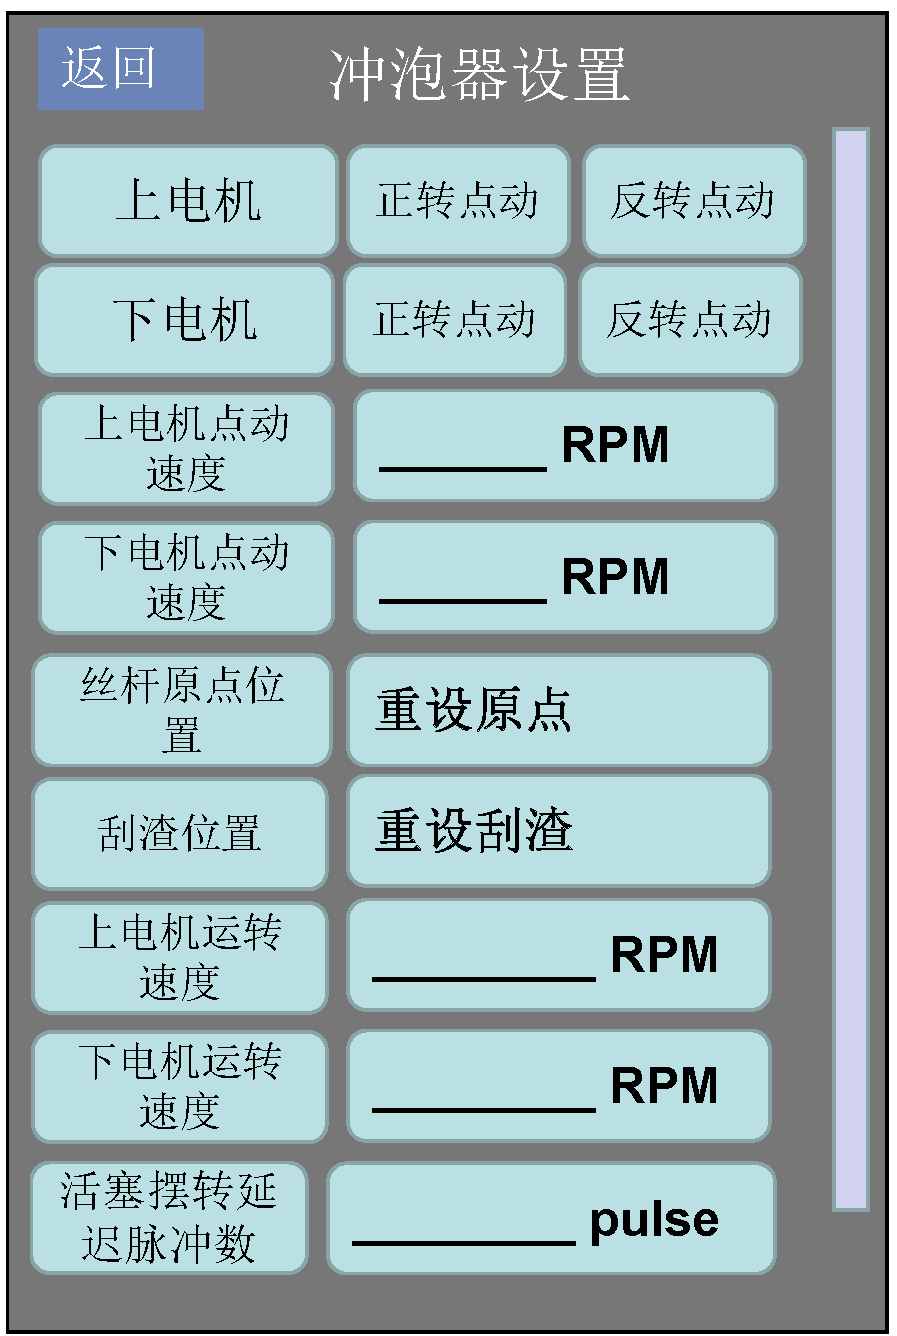 返回
冲泡器设置
上电机 正转点动 反转点动
下电机 正转点动 反转点动
上电机点动
速度
______ RPM
下电机点动
速度
______ RPM
丝杆原点位
置
重设原点
刮渣位置
重设刮渣
上电机运转
速度
________ RPM
下电机运转
速度
________ RPM
活塞摆转延
迟脉冲数
________ pulse